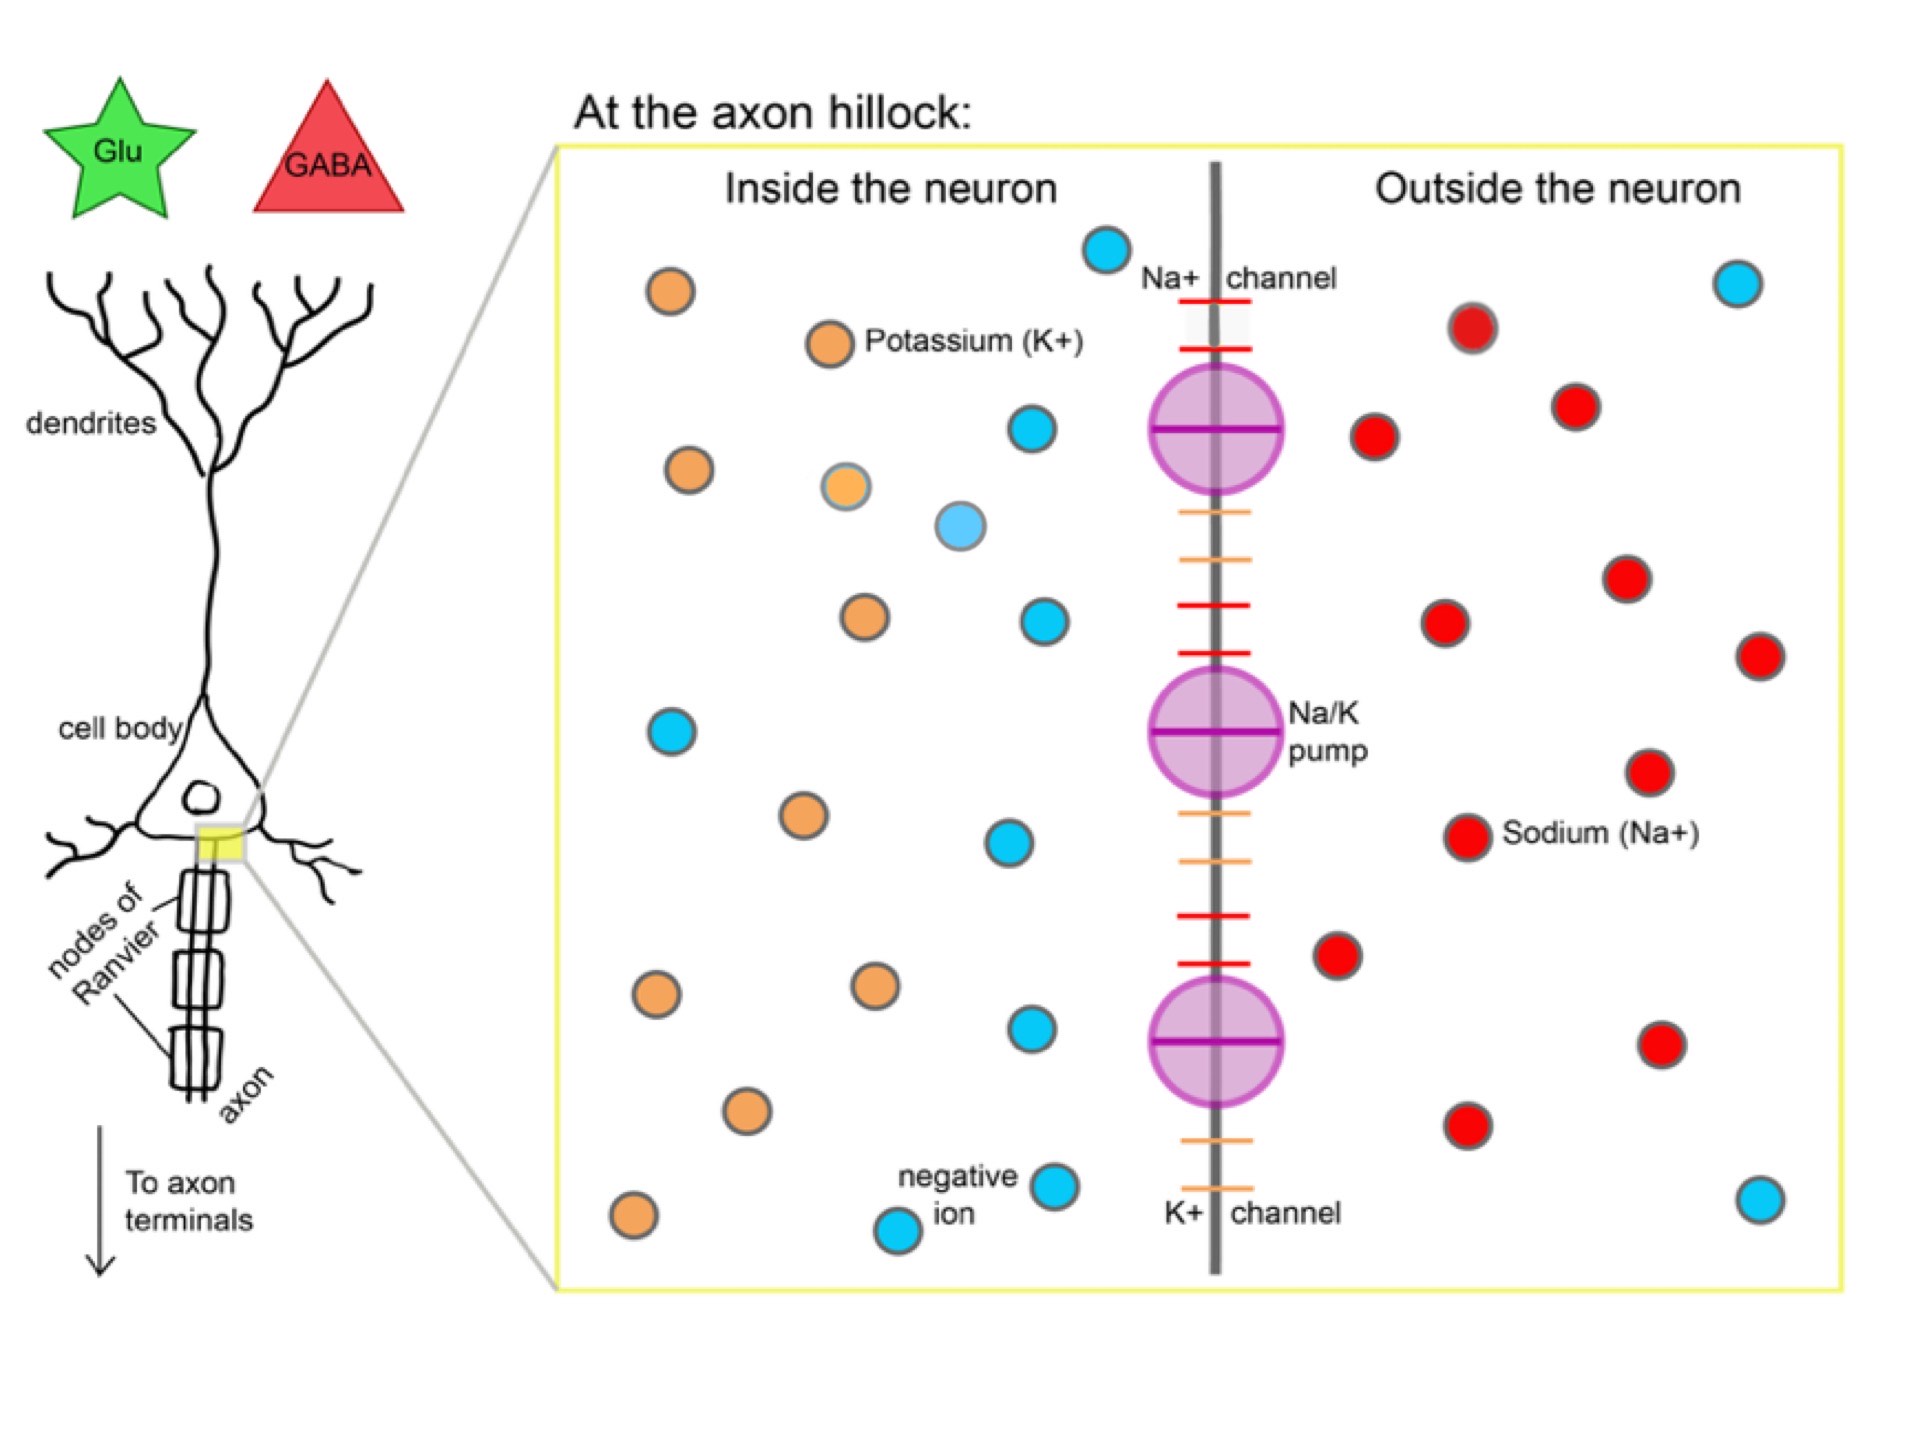 Glu
GABA
At the axon hillock:
Inside the neuron
Outside the neuron
Na+ channel
Potassium (K+)
dendrites
cell body
Na/K
pump
Sodium (Na+)
nodes of
Ranvier
axon
To axon
terminals
negative
ion
K+ channel